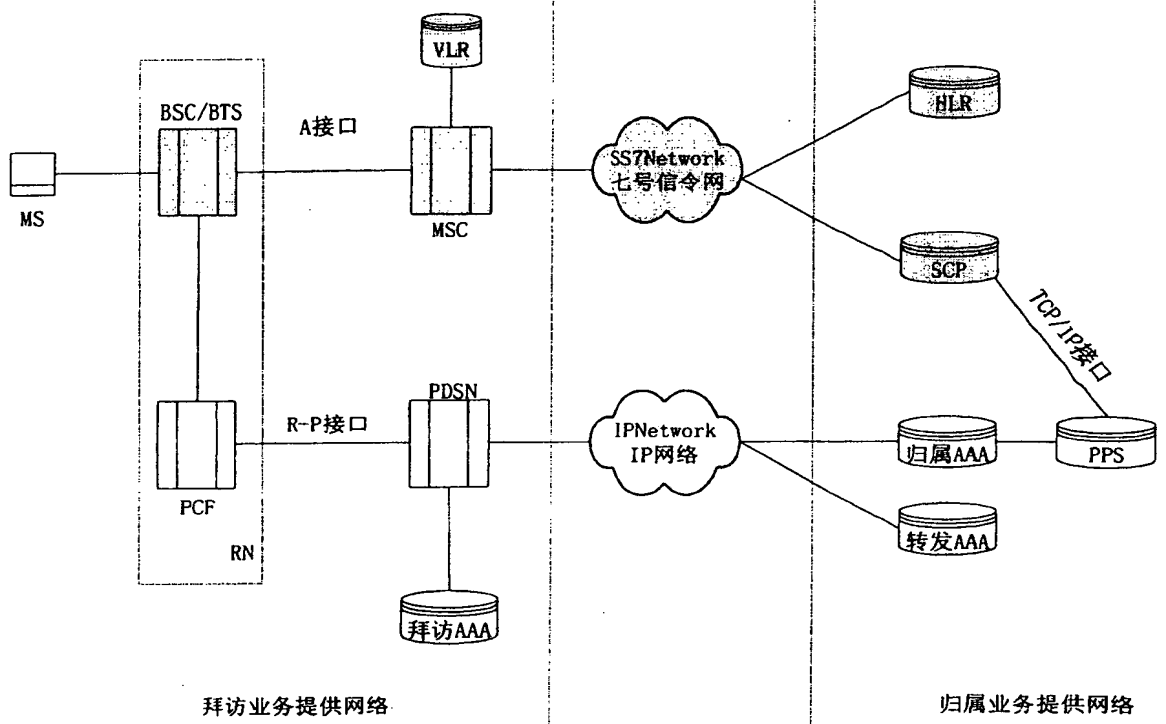 VLR
BSC/BTS
A接口
HLR
SS7Network
七号信令网
MS
MSC
SCP
TCP/IP接口
PDSN
R-P接口
IPNetwork
IP网络
归属AAA
PPS
PCF
转发AAA
RN
拜访AAA
拜访业务提供网络
归属业务提供网络